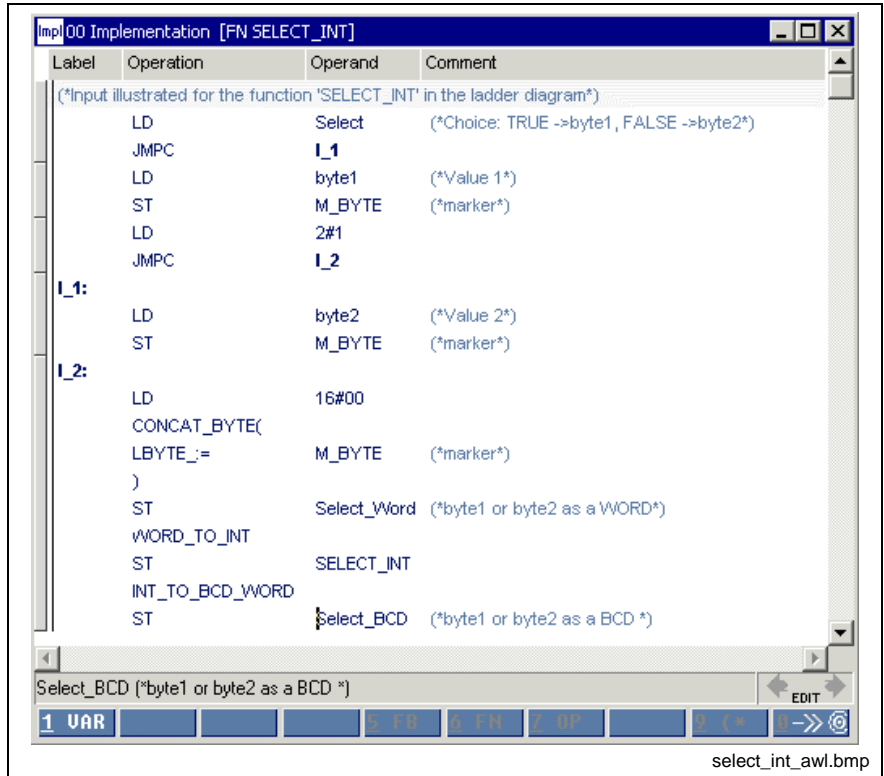 Impl 00 Implementation [FN SELECT_INT]
Label Operation Operand Comment
(*Input illustrated for the function 'SELECT_INT' in the ladder diagram*)
LD Select (*Choice: TRUE ->byte1, FALSE ->byte2*)
JMPC I_1
LD byte1 (*Value 1*)
ST M_BYTE (*marker*)
LD 2#1
JMPC I_2
I_1:
LD byte2 (*Value 2*)
ST M_BYTE (*marker*)
I_2:
LD 16#00
CONCAT_BYTE(
LBYTE_:= M_BYTE (*marker*)
)
ST Select_Word (*byte1 or byte2 as a WORD*)
WORD_TO_INT
ST SELECT_INT
INT_TO_BCD_WORD
ST Select_BCD (*byte1 or byte2 as a BCD *)
Select_BCD (*byte1 or byte2 as a BCD *) EDIT
1 VAR 5 FB 6 FN 7 OP 9 (* 0->>@
select_int_awl.bmp